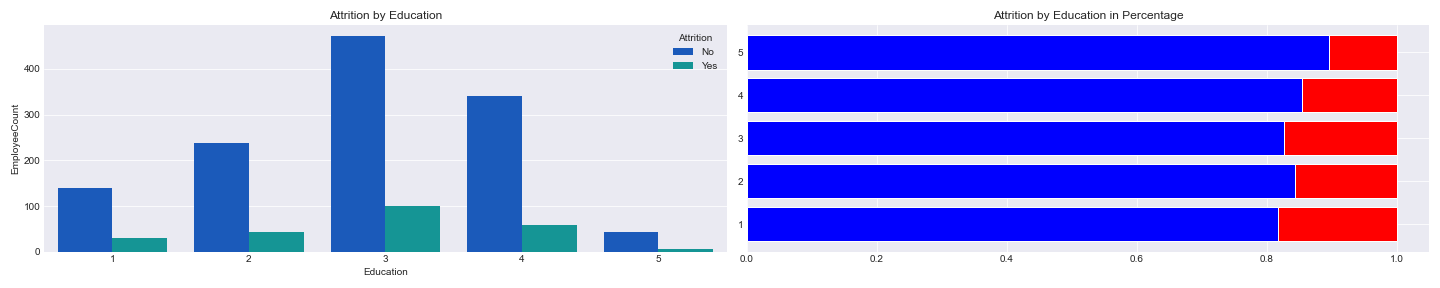 Attrition by Education
EmployeeCount
400
300
200
100
0
1 2 3 4 5
Education
Attrition
No
Yes
Attrition by Education in Percentage
5
4
3
2
1
0.0 0.2 0.4 0.6 0.8 1.0